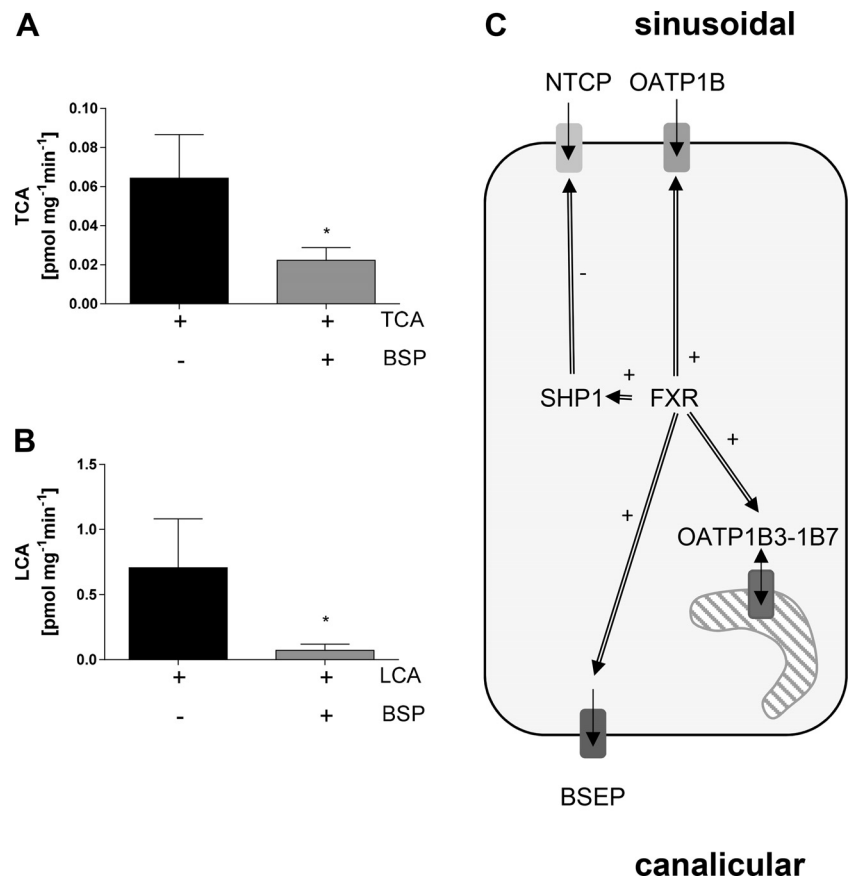 A
TCA
[pmol mg⁻¹min⁻¹]
0.10
0.08
0.06
0.04
0.02
0.00
*
+ + TCA
- + BSP
B
LCA
[pmol mg⁻¹min⁻¹]
1.5
1.0
0.5
0.0
*
+ + LCA
- + BSP
C
sinusoidal
NTCP OATP1B
-
+
+
SHP1 FXR
+
+
OATP1B3-1B7
BSEP
canalicular